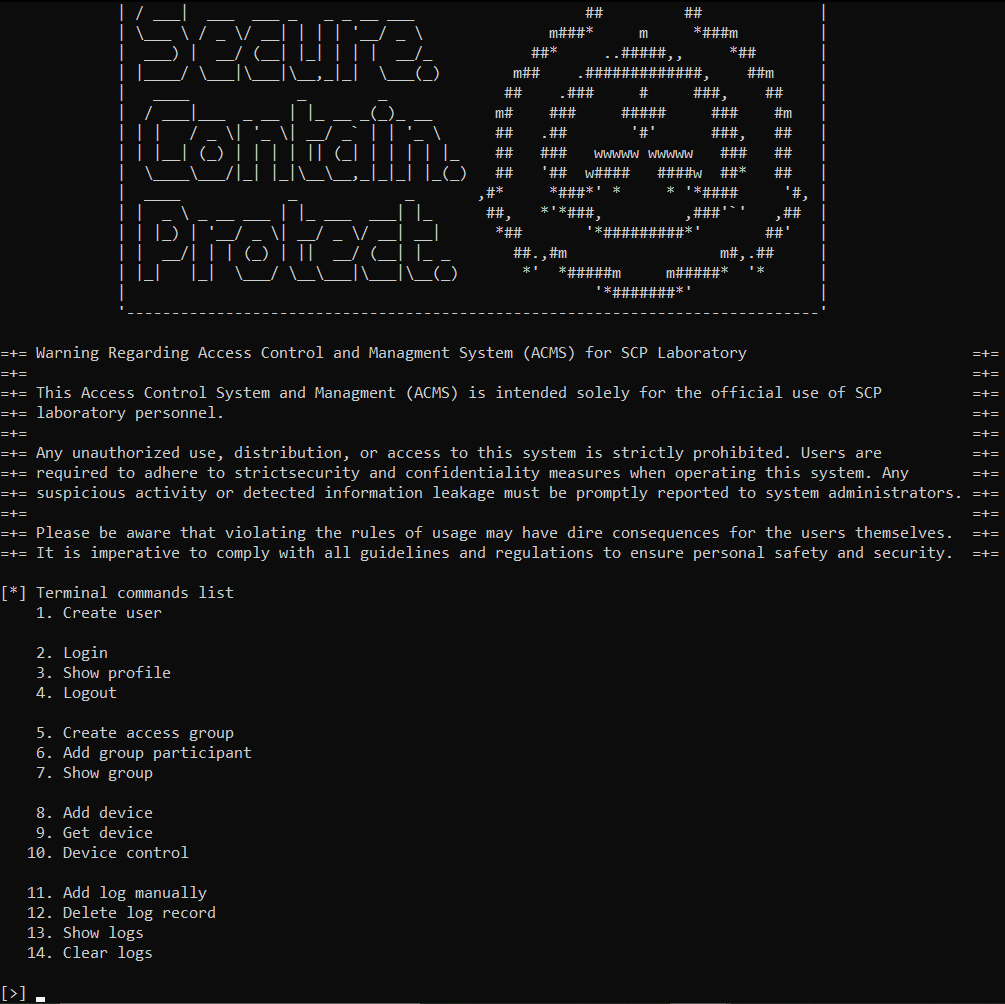 Secure.
Contain.
Protect.
=+= Warning Regarding Access Control and Managment System (ACMS) for SCP Laboratory =+=
=+= =+=
=+= This Access Control System and Managment (ACMS) is intended solely for the official use of SCP =+=
=+= laboratory personnel. =+=
=+= =+=
=+= Any unauthorized use, distribution, or access to this system is strictly prohibited. Users are =+=
=+= required to adhere to strictsecurity and confidentiality measures when operating this system. Any =+=
=+= suspicious activity or detected information leakage must be promptly reported to system administrators. =+=
=+= =+=
=+= Please be aware that violating the rules of usage may have dire consequences for the users themselves. =+=
=+= It is imperative to comply with all guidelines and regulations to ensure personal safety and security. =+=
[*] Terminal commands list
1. Create user
2. Login
3. Show profile
4. Logout
5. Create access group
6. Add group participant
7. Show group
8. Add device
9. Get device
10. Device control
11. Add log manually
12. Delete log record
13. Show logs
14. Clear logs
[>]